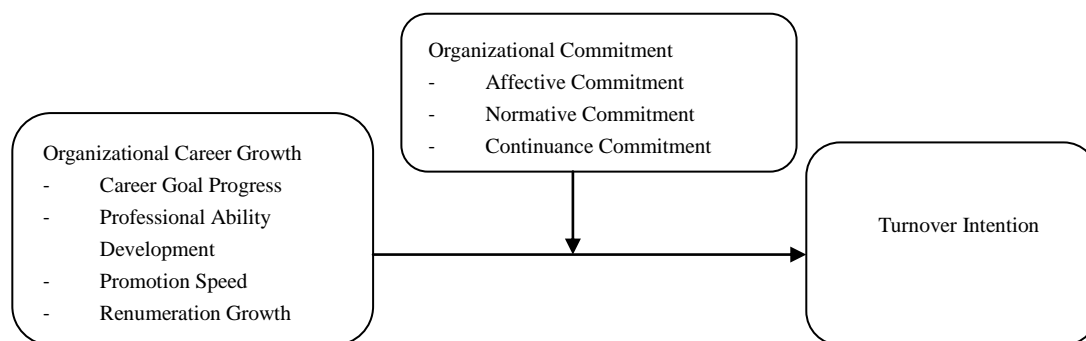 Organizational Commitment
- Affective Commitment
- Normative Commitment
- Continuance Commitment
Organizational Career Growth
- Career Goal Progress
- Professional Ability
Development
- Promotion Speed
- Renumeration Growth
Turnover Intention